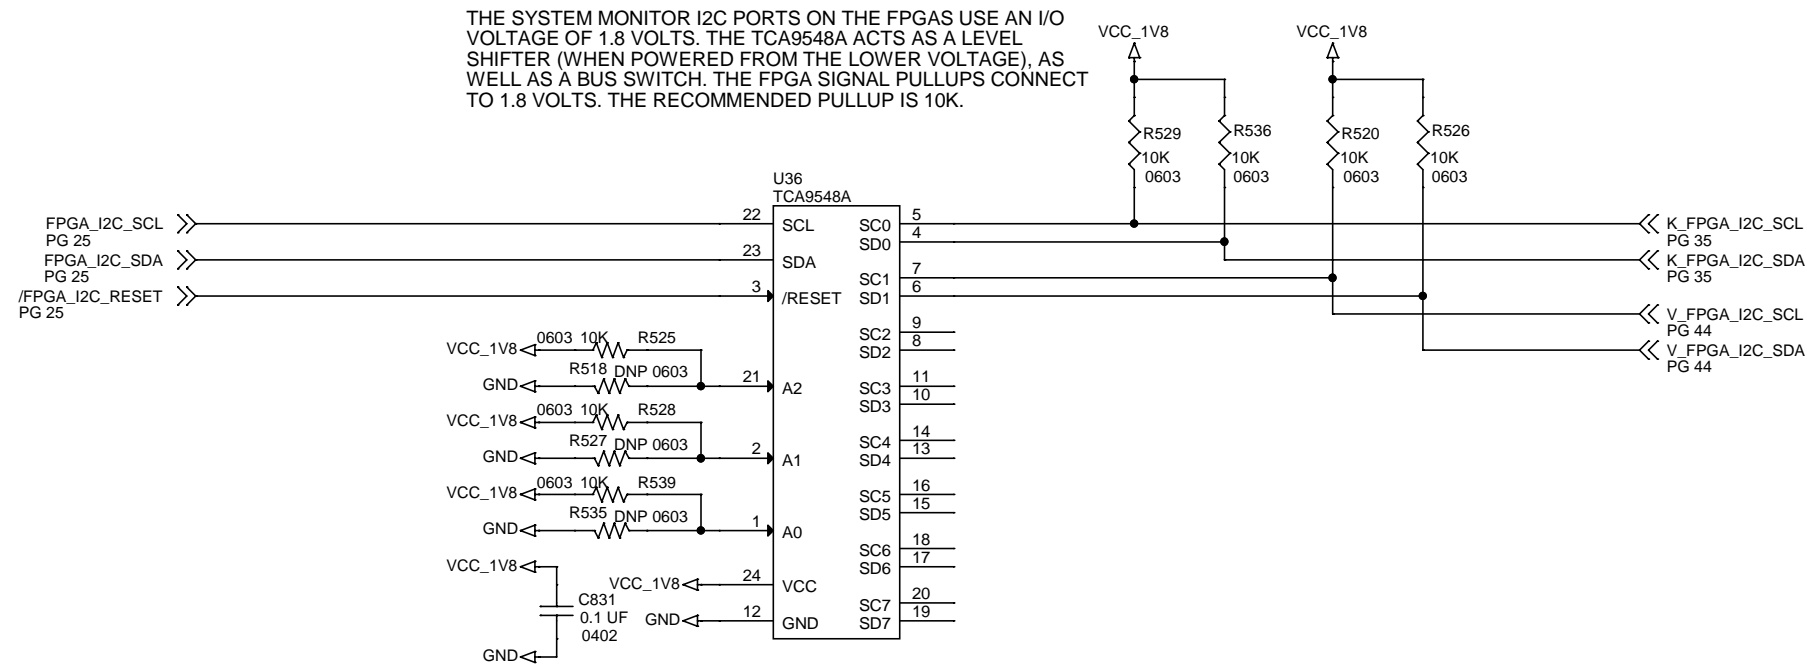 THE SYSTEM MONITOR I2C PORTS ON THE FPGAS USE AN I/O
VOLTAGE OF 1.8 VOLTS. THE TCA9548A ACTS AS A LEVEL
SHIFTER (WHEN POWERED FROM THE LOWER VOLTAGE), AS
WELL AS A BUS SWITCH. THE FPGA SIGNAL PULLUPS CONNECT
TO 1.8 VOLTS. THE RECOMMENDED PULLUP IS 10K.
VCC_1V8
VCC_1V8
R529
10K
0603
R536
10K
0603
R520
10K
0603
R526
10K
0603
U36
TCA9548A
FPGA_I2C_SCL
PG 25
FPGA_I2C_SDA
PG 25
/FPGA_I2C_RESET
PG 25
22 SCL
23 SDA
3 /RESET
VCC_1V8 0603 10K R525
GND R518 DNP 0603
21 A2
VCC_1V8 0603 10K R528
GND R527 DNP 0603
2 A1
VCC_1V8 0603 10K R539
GND R535 DNP 0603
1 A0
VCC_1V8
C831
0.1 UF
0402
GND
VCC_1V8 24 VCC
GND 12 GND
SC0 5
SD0 4
SC1 7
SD1 6
SC2 9
SD2 8
SC3 11
SD3 10
SC4 14
SD4 13
SC5 16
SD5 15
SC6 18
SD6 17
SC7 20
SD7 19
K_FPGA_I2C_SCL
PG 35
K_FPGA_I2C_SDA
PG 35
V_FPGA_I2C_SCL
PG 44
V_FPGA_I2C_SDA
PG 44